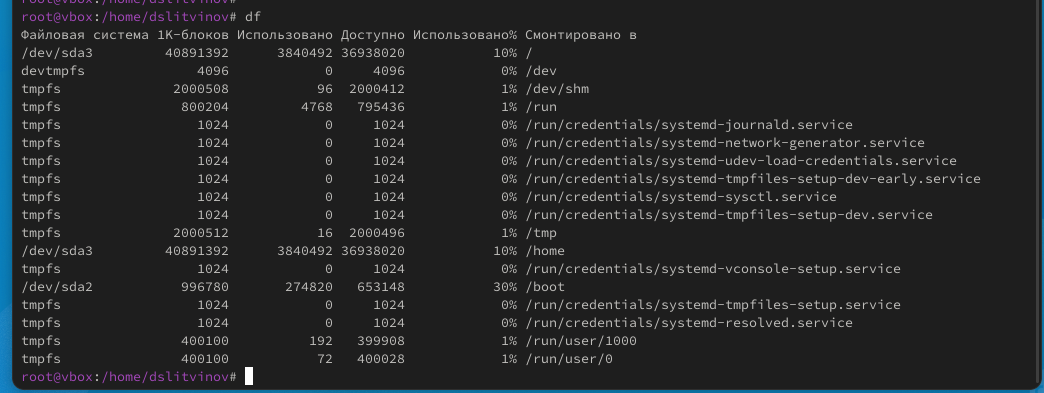 root@vbox:/home/dslitvinov# df
Файловая система 1K-блоков Использовано Доступно Использовано% Смонтировано в
/dev/sda3 40891392 3840492 36938020 10% /
devtmpfs 4096 0 4096 0% /dev
tmpfs 2000508 96 2000412 1% /dev/shm
tmpfs 800204 4768 795436 1% /run
tmpfs 1024 0 1024 0% /run/credentials/systemd-journald.service
tmpfs 1024 0 1024 0% /run/credentials/systemd-network-generator.service
tmpfs 1024 0 1024 0% /run/credentials/systemd-udev-load-credentials.service
tmpfs 1024 0 1024 0% /run/credentials/systemd-tmpfiles-setup-dev-early.service
tmpfs 1024 0 1024 0% /run/credentials/systemd-sysctl.service
tmpfs 1024 0 1024 0% /run/credentials/systemd-tmpfiles-setup-dev.service
tmpfs 2000512 16 2000496 1% /tmp
/dev/sda3 40891392 3840492 36938020 10% /home
tmpfs 1024 0 1024 0% /run/credentials/systemd-vconsole-setup.service
/dev/sda2 996780 274820 653148 30% /boot
tmpfs 1024 0 1024 0% /run/credentials/systemd-tmpfiles-setup.service
tmpfs 1024 0 1024 0% /run/credentials/systemd-resolved.service
tmpfs 400100 192 399908 1% /run/user/1000
tmpfs 400100 72 400028 1% /run/user/0
root@vbox:/home/dslitvinov#